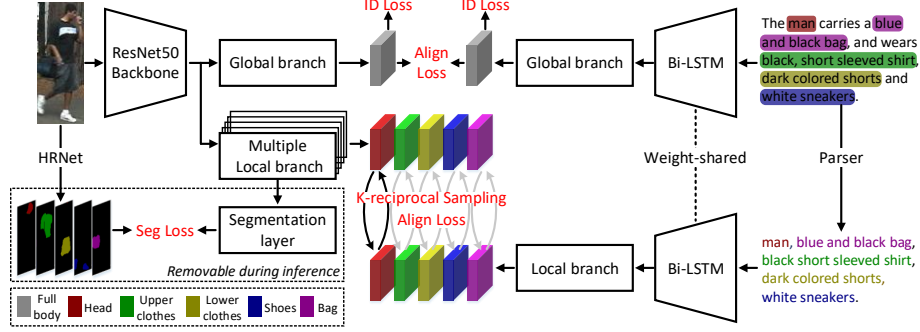 ID Loss
ID Loss
ResNet50
Backbone
Global branch
Align
Loss
Global branch
Bi-LSTM
The man carries a blue
and black bag, and wears
black, short sleeved shirt,
dark colored shorts and
white sneakers.
HRNet
Multiple
Local branch
Weight-shared
Parser
K-reciprocal Sampling
Align Loss
Seg Loss
Segmentation
layer
Removable during inference
Local branch
Bi-LSTM
man, blue and black bag,
black short sleeved shirt,
dark colored shorts,
white sneakers.
Full
body
Head
Upper
clothes
Lower
clothes
Shoes
Bag